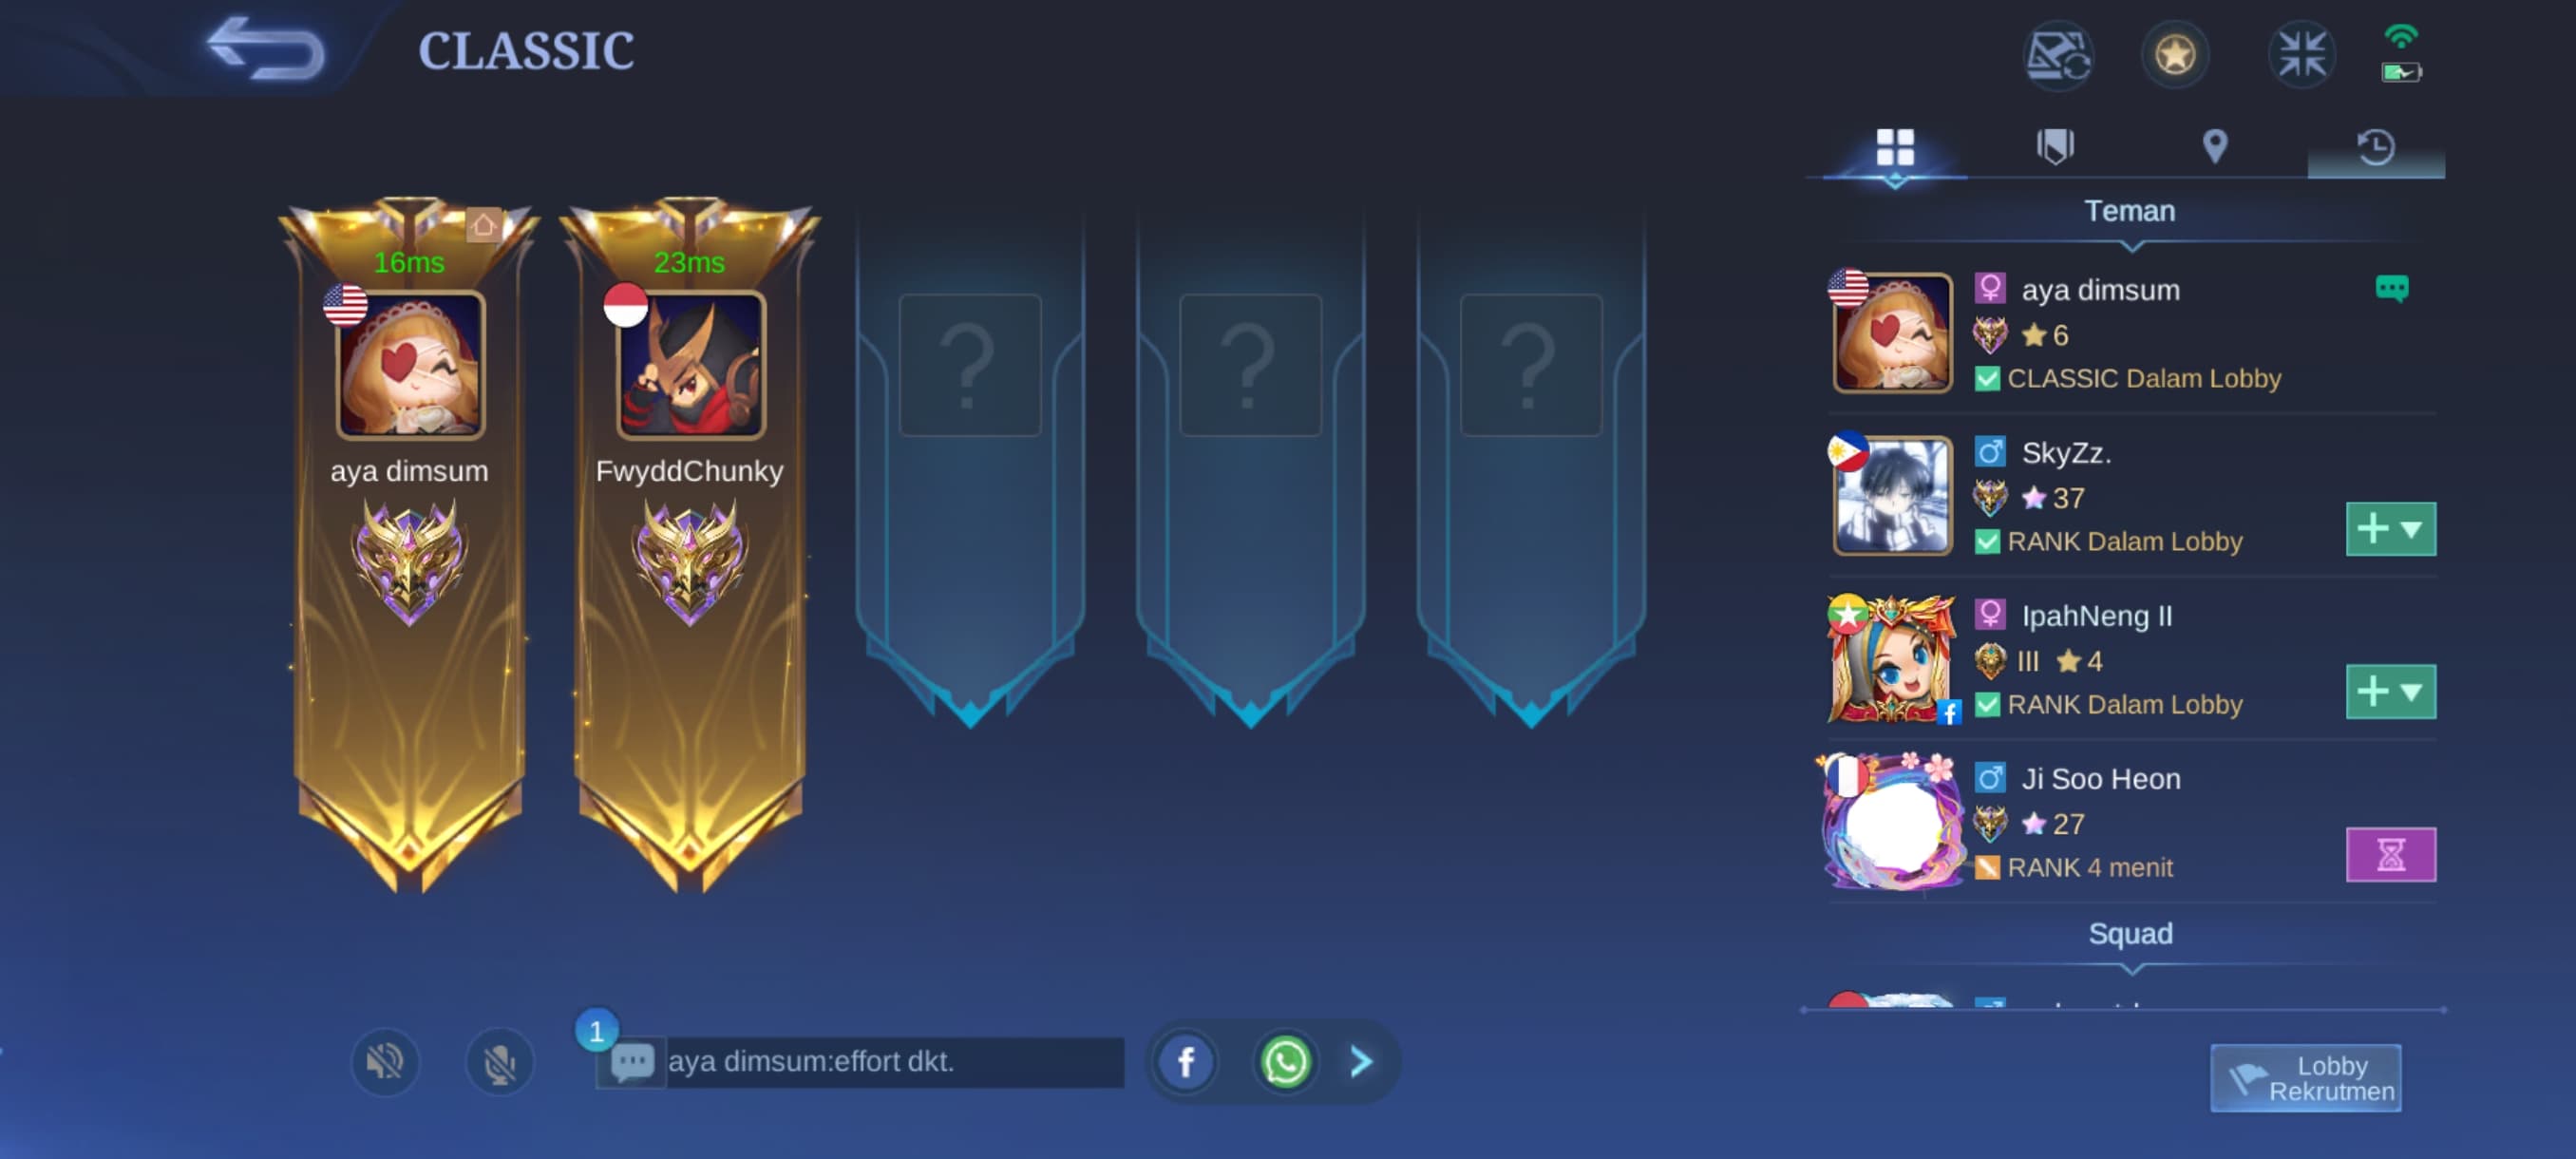 CLASSIC
16ms
23ms
aya dimsum
FwyddChunky
?
?
?
Teman
aya dimsum
6
CLASSIC Dalam Lobby
SkyZz.
37
RANK Dalam Lobby
IpahNeng II
III 4
RANK Dalam Lobby
Ji Soo Heon
27
RANK 4 menit
Squad
1
aya dimsum:effort dkt.
Lobby
Rekrutmen